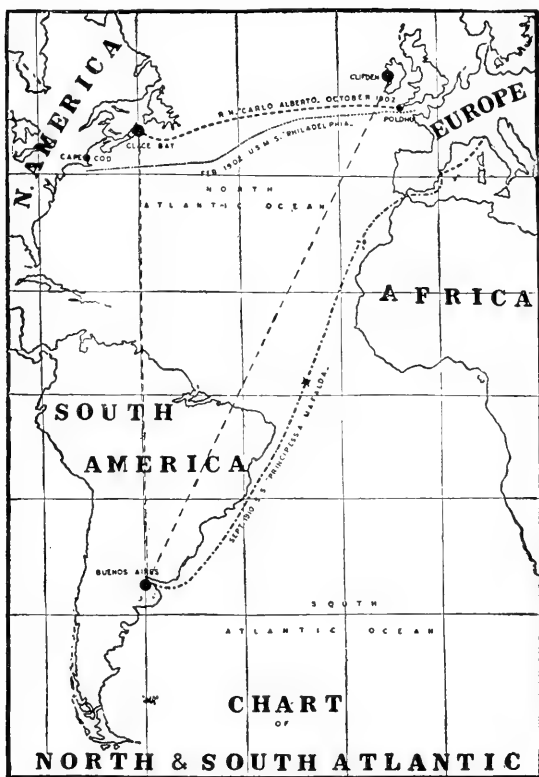 N. AMERICA
CLIFDEN
R.N. "CARLO ALBERTO. OCTOBER 1902
POLDHU
EUROPE
GLACE BAY
CAPE COD
FEB. 1902 U.S.M.S. "PHILADELPHIA.
NORTH
ATLANTIC OCEAN
AFRICA
SOUTH
AMERICA
SEPT. 1910 S.S. "PRINCIPESSA MAFALDA.
BUENOS AIRES
SOUTH
ATLANTIC OCEAN
CHART
OF
NORTH & SOUTH ATLANTIC